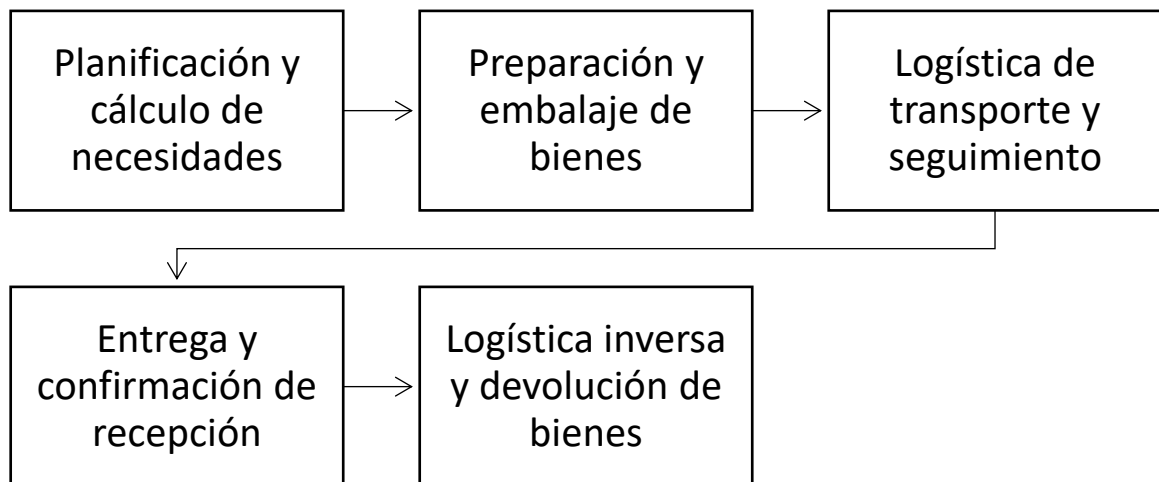 Planificación y
cálculo de
necesidades
Preparación y
embalaje de
bienes
Logística de
transporte y
seguimiento
Entrega y
confirmación de
recepción
Logística inversa
y devolución de
bienes